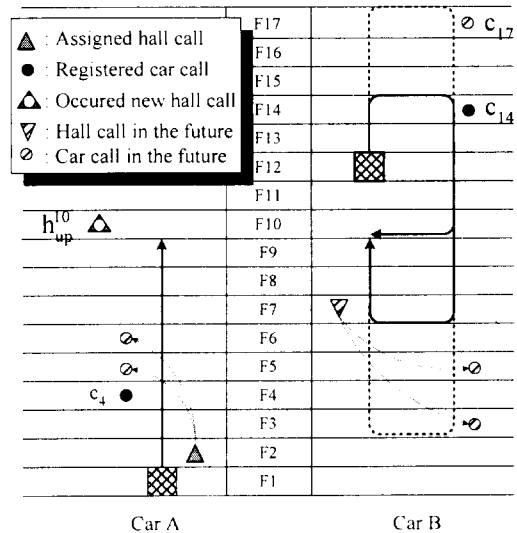 : Assigned hall call
: Registered car call
: Occured new hall call
: Hall call in the future
: Car call in the future
F17
F16
F15
F14
F13
F12
F11
F10
F9
F8
F7
F6
F5
F4
F3
F2
F1
c17
c14
h10up
c4
Car A
Car B